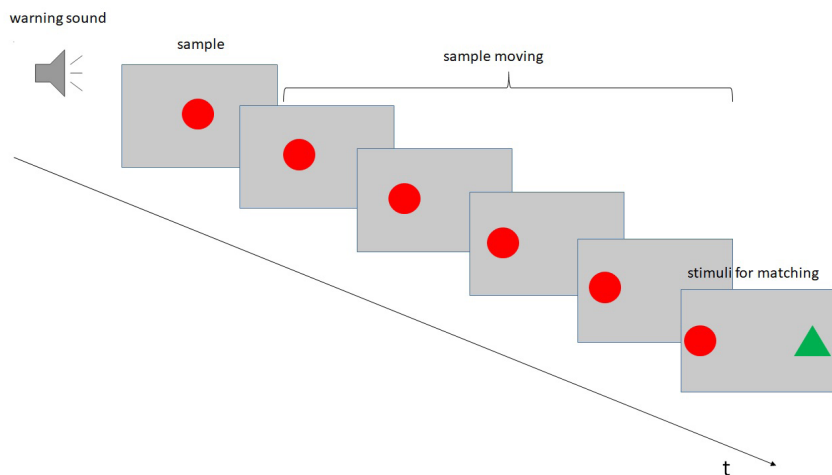 warning sound
sample
sample moving
stimuli for matching
t